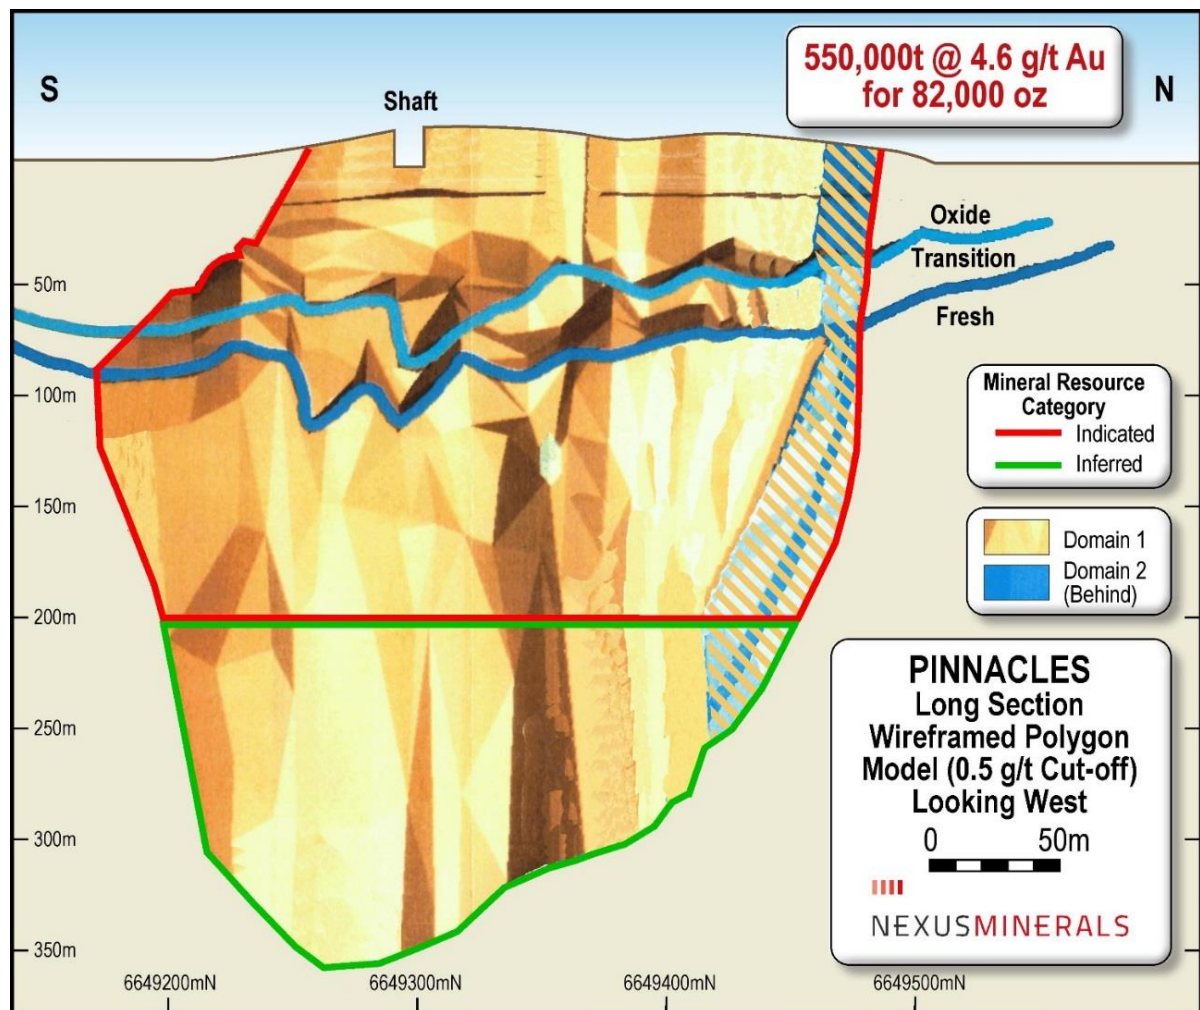 550,000t @ 4.6 g/t Au
for 82,000 oz
S
N
Shaft
Oxide
Transition
Fresh
50m
100m
150m
200m
250m
300m
350m
Mineral Resource
Category
Indicated
Inferred
Domain 1
Domain 2
(Behind)
PINNACLES
Long Section
Wireframed Polygon
Model (0.5 g/t Cut-off)
Looking West
0 50m
NEXUSMINERALS
6649200mN 6649300mN 6649400mN 6649500mN